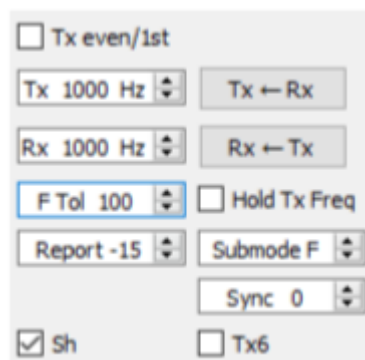 Tx even/1st
Tx 1000 Hz Tx ← Rx
Rx 1000 Hz Rx ← Tx
F Tol 100 Hold Tx Freq
Report -15 Submode F
Sync 0
Sh Tx6